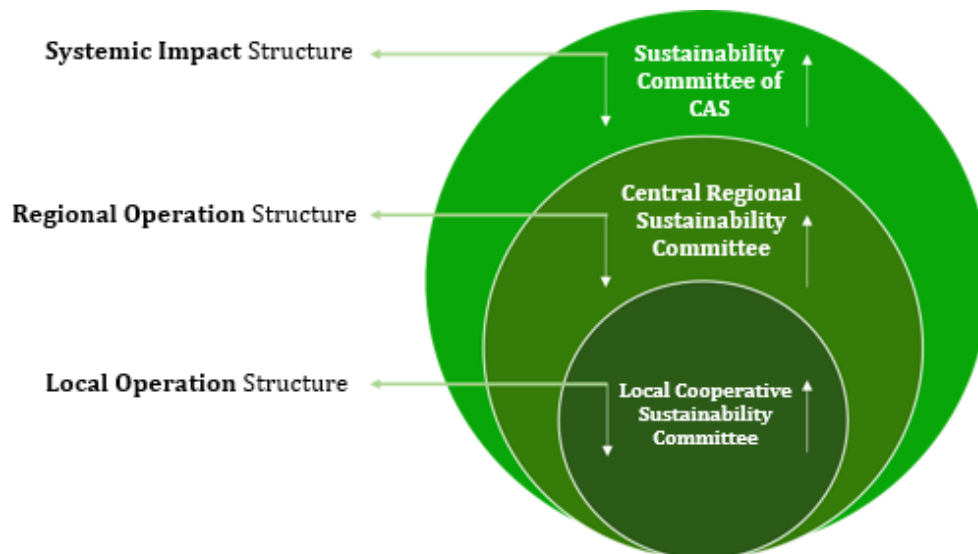 Systemic Impact Structure
Sustainability
Committee of
CAS
Regional Operation Structure
Central Regional
Sustainability
Committee
Local Operation Structure
Local Cooperative
Sustainability
Committee